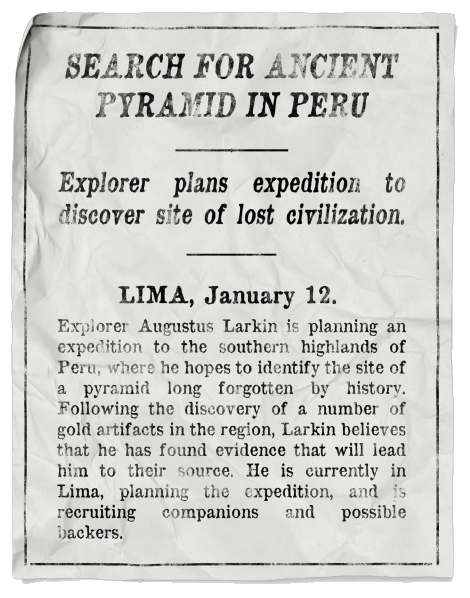 SEARCH FOR ANCIENT
PYRAMID IN PERU
Explorer plans expedition to
discover site of lost civilization.
LIMA, January 12.
Explorer Augustus Larkin is planning an
expedition to the southern highlands of
Peru, where he hopes to identify the site of
a pyramid long forgotten by history.
Following the discovery of a number of
gold artifacts in the region, Larkin believes
that he has found evidence that will lead
him to their source. He is currently in
Lima, planning the expedition, and is
recruiting companions and possible
backers.